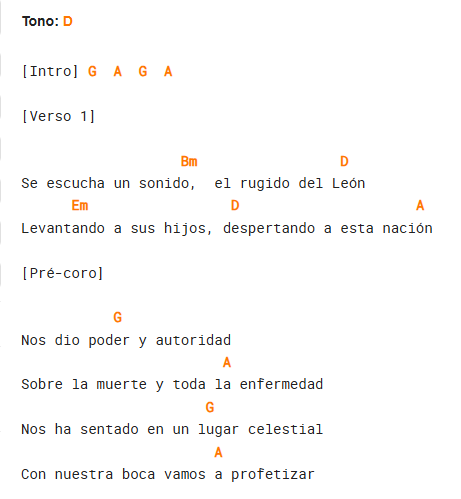 Tono: D
[Intro] G A G A
[Verso 1]
Bm D
Se escucha un sonido, el rugido del León
Em D A
Levantando a sus hijos, despertando a esta nación
[Pré-coro]
G
Nos dio poder y autoridad
A
Sobre la muerte y toda la enfermedad
G
Nos ha sentado en un lugar celestial
A
Con nuestra boca vamos a profetizar